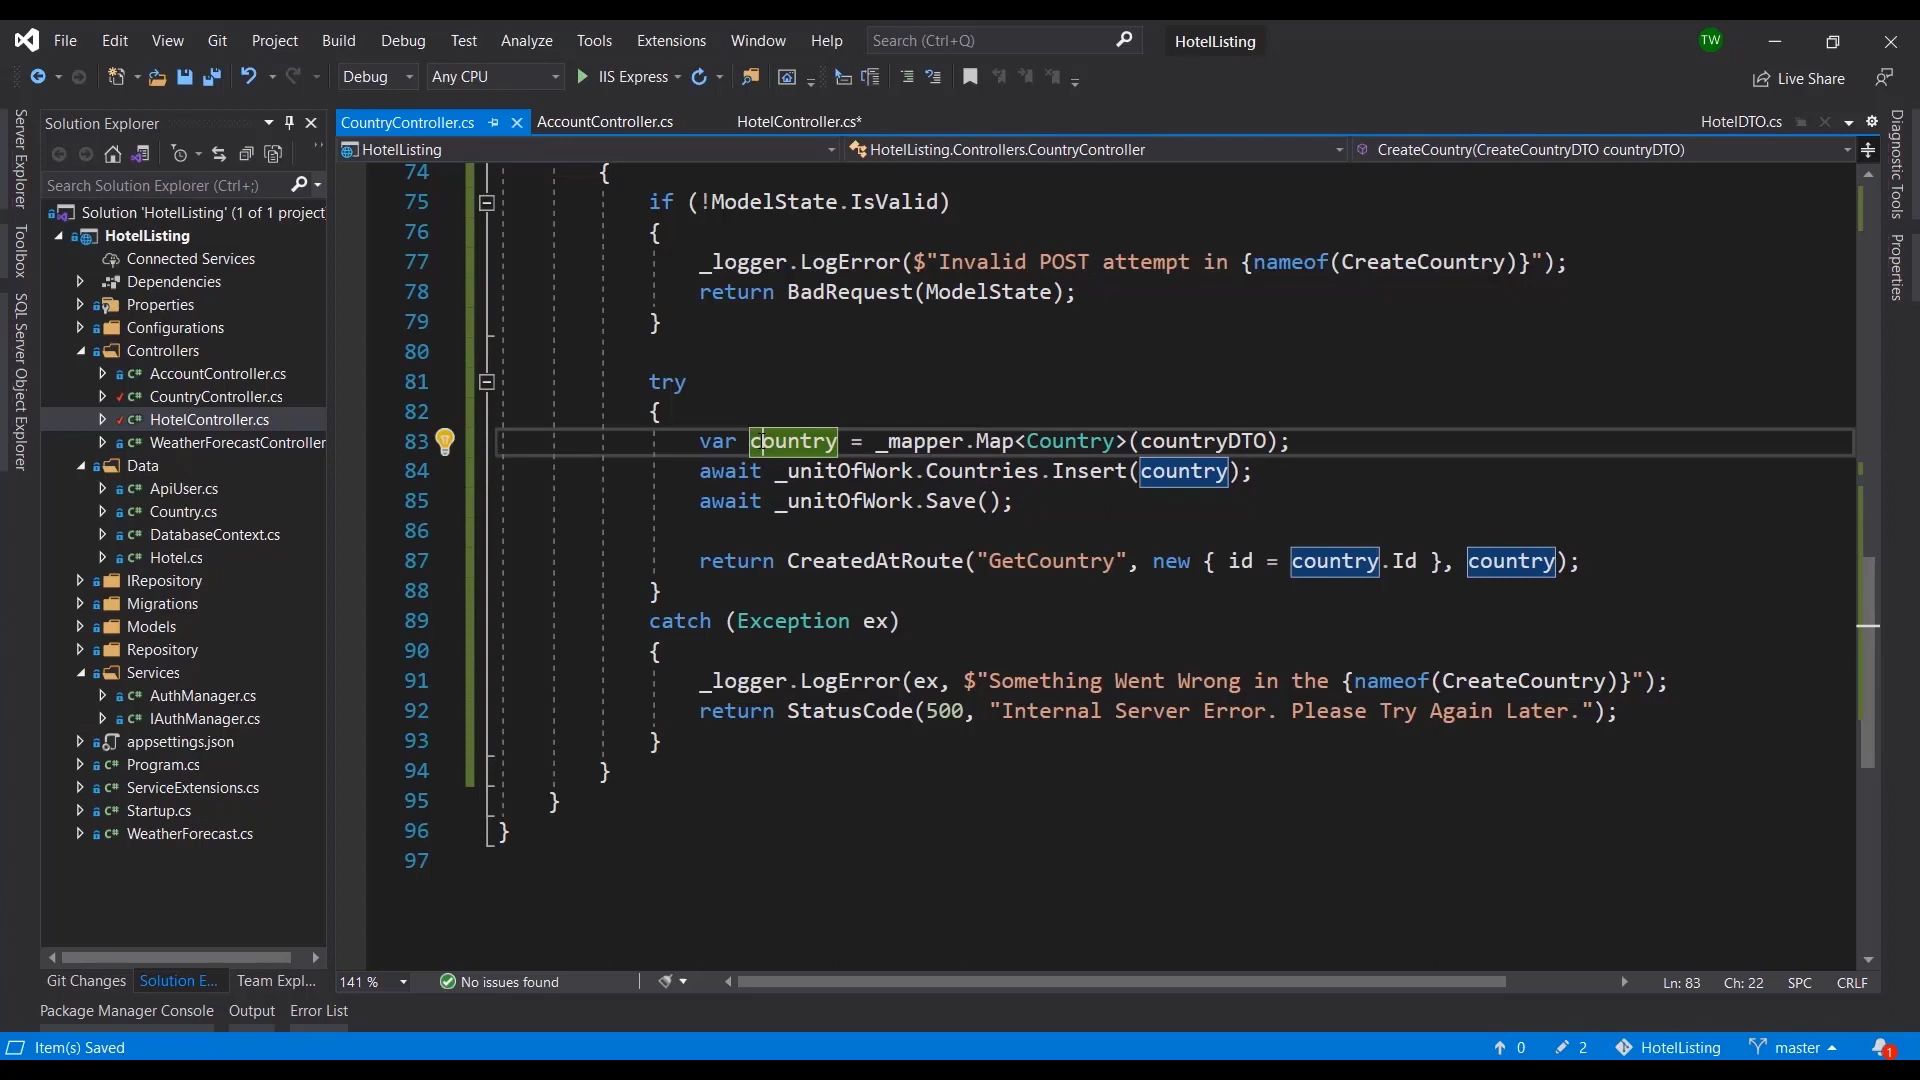 File Edit View Git Project Build Debug Test Analyze Tools Extensions Window Help Search (Ctrl+Q) HotelListing TW
Debug Any CPU IIS Express Live Share
Server Explorer
Toolbox
SQL Server Object Explorer
Solution Explorer
Search Solution Explorer (Ctrl+;)
Solution 'HotelListing' (1 of 1 project
HotelListing
Connected Services
Dependencies
Properties
Configurations
Controllers
AccountController.cs
CountryController.cs
HotelController.cs
WeatherForecastController
Data
ApiUser.cs
Country.cs
DatabaseContext.cs
Hotel.cs
IRepository
Migrations
Models
Repository
Services
AuthManager.cs
IAuthManager.cs
appsettings.json
Program.cs
ServiceExtensions.cs
Startup.cs
WeatherForecast.cs
Git Changes Solution E... Team Expl...
CountryController.cs AccountController.cs HotelController.cs* HotelDTO.cs
HotelListing HotelListing.Controllers.CountryController CreateCountry(CreateCountryDTO countryDTO)
74 {
75 if (!ModelState.IsValid)
76 {
77 _logger.LogError($"Invalid POST attempt in {nameof(CreateCountry)}");
78 return BadRequest(ModelState);
79 }
80
81 try
82 {
83 var country = _mapper.Map<Country>(countryDTO);
84 await _unitOfWork.Countries.Insert(country);
85 await _unitOfWork.Save();
86
87 return CreatedAtRoute("GetCountry", new { id = country.Id }, country);
88 }
89 catch (Exception ex)
90 {
91 _logger.LogError(ex, $"Something Went Wrong in the {nameof(CreateCountry)}");
92 return StatusCode(500, "Internal Server Error. Please Try Again Later.");
93 }
94 }
95 }
96 }
97
141 % No issues found Ln: 83 Ch: 22 SPC CRLF
Diagnostic Tools
Properties
Package Manager Console Output Error List
Item(s) Saved 0 2 HotelListing master 1